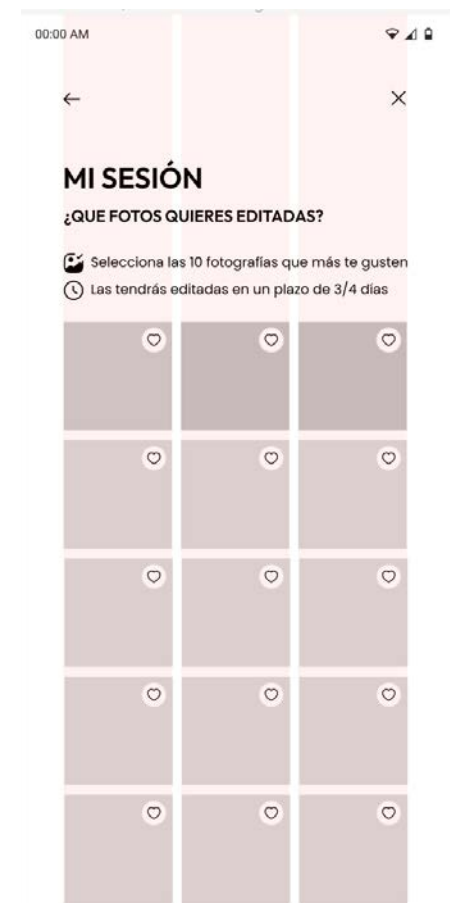 00:00 AM
MI SESIÓN
¿QUE FOTOS QUIERES EDITADAS?
Selecciona las 10 fotografías que más te gusten
Las tendrás editadas en un plazo de 3/4 días